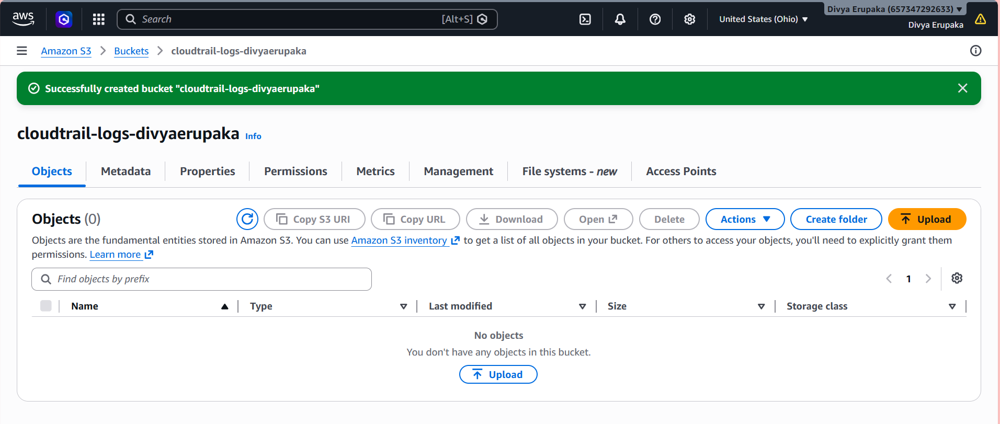 aws
Search [Alt+S]
United States (Ohio)
Divya Erupaka (657347292633)
Divya Erupaka
Amazon S3 Buckets cloudtrail-logs-divyaerupaka
Successfully created bucket "cloudtrail-logs-divyaerupaka"
cloudtrail-logs-divyaerupaka Info
Objects Metadata Properties Permissions Metrics Management File systems - new Access Points
Objects (0) Copy S3 URI Copy URL Download Open Delete Actions Create folder Upload
Objects are the fundamental entities stored in Amazon S3. You can use Amazon S3 inventory to get a list of all objects in your bucket. For others to access your objects, you'll need to explicitly grant them
permissions. Learn more
Find objects by prefix 1
Name Type Last modified Size Storage class
No objects
You don't have any objects in this bucket.
Upload